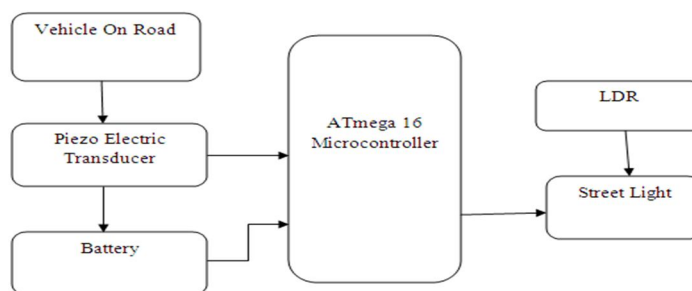 Vehicle On Road
Piezo Electric
Transducer
Battery
ATmega 16
Microcontroller
LDR
Street Light